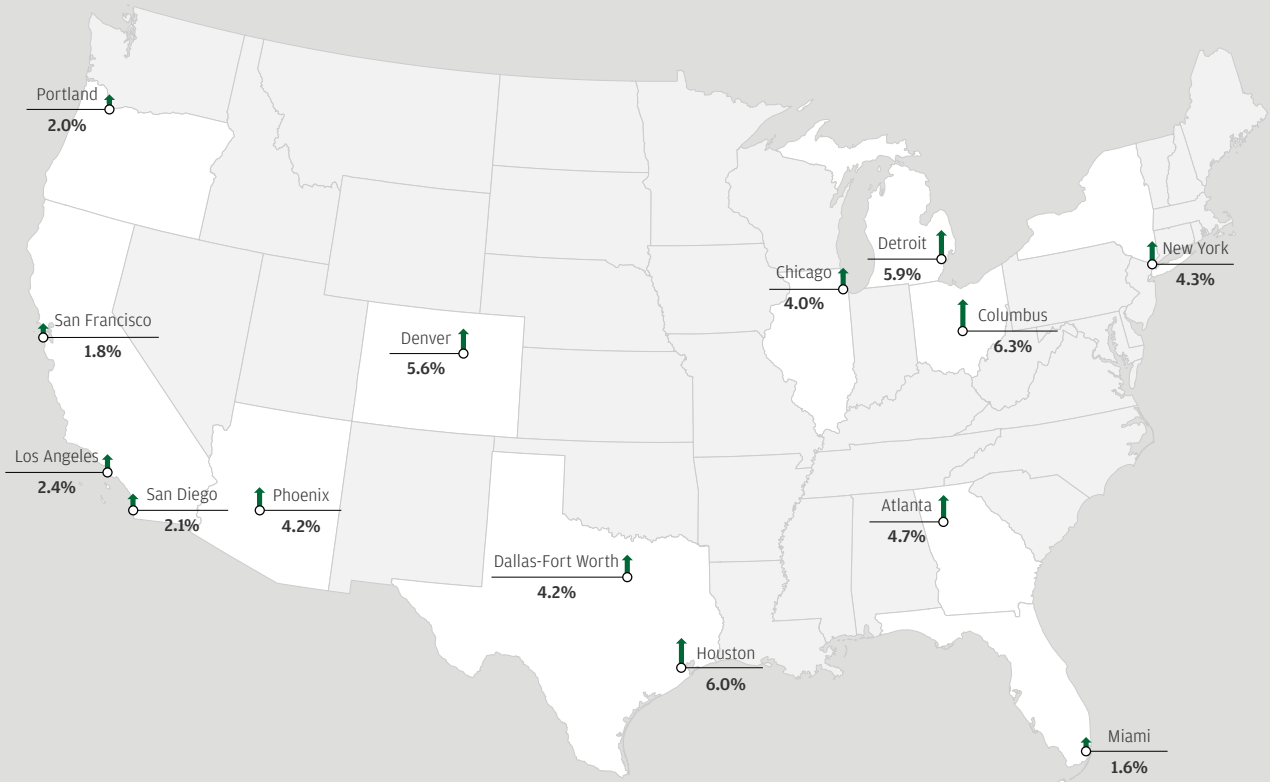 Portland
2.0%
Detroit
5.9%
New York
4.3%
Chicago
4.0%
San Francisco
1.8%
Denver
5.6%
Columbus
6.3%
Los Angeles
2.4%
San Diego
2.1%
Phoenix
4.2%
Atlanta
4.7%
Dallas-Fort Worth
4.2%
Houston
6.0%
Miami
1.6%